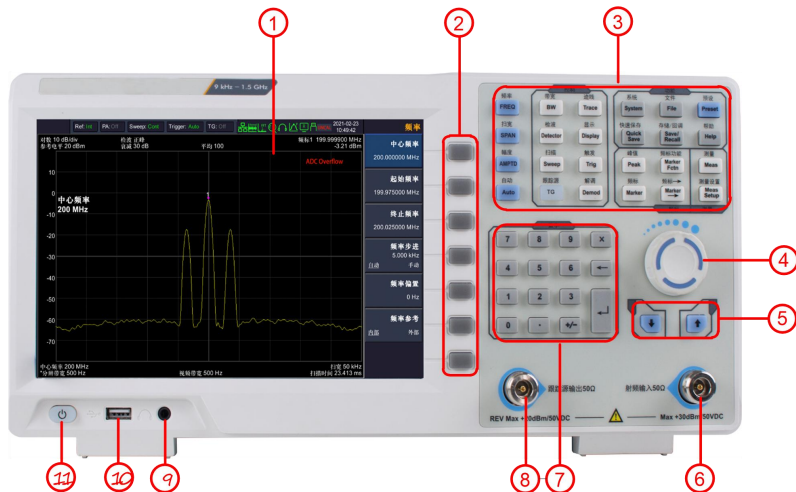 1
2
3
9 kHz ~ 1.5 GHz
Ref: Int PA: Off Sweep: Cont Trigger: Auto TG: Off
2021-02-23
10:49:42
频率
对数 10 dB/div 检波 正峰 频标1 199.999900 MHz
参考电平 20 dBm 衰减 30 dB 平均 100 -3.21 dBm
ADC Overflow
中心频率
200 MHz
1
10
0
-10
-20
-30
-40
-50
-60
-70
中心频率 200 MHz 扫宽 50 kHz
*分辨带宽 500 Hz 视频带宽 500 Hz 扫描时间 23.413 ms
中心频率
200.000000 MHz
起始频率
199.975000 MHz
终止频率
200.025000 MHz
频率步进
5.000 kHz
自动 手动
频率偏置
0 Hz
频率参考
内部 外部
频率 带宽 迹线 系统 文件 预设
FREQ BW Trace System File Preset
扫宽 检波 显示 快速保存 存储/回调 帮助
SPAN Detector Display Quick Save Save/Recall Help
幅度 扫描 触发 峰值 频标功能 测量
AMPTD Sweep Trig Peak Marker Fctn Meas
自动 跟踪源 解调 频标 频标→ 测量设置
Auto TG Demod Marker Marker→ Meas Setup
7 8 9 X
4 5 6 ←
1 2 3 ↵
0 . +/−
4
5
跟踪源输出50Ω 射频输入50Ω
REV Max +20dBm/50VDC Max +30dBm/50VDC
11
10
9
8
7
6